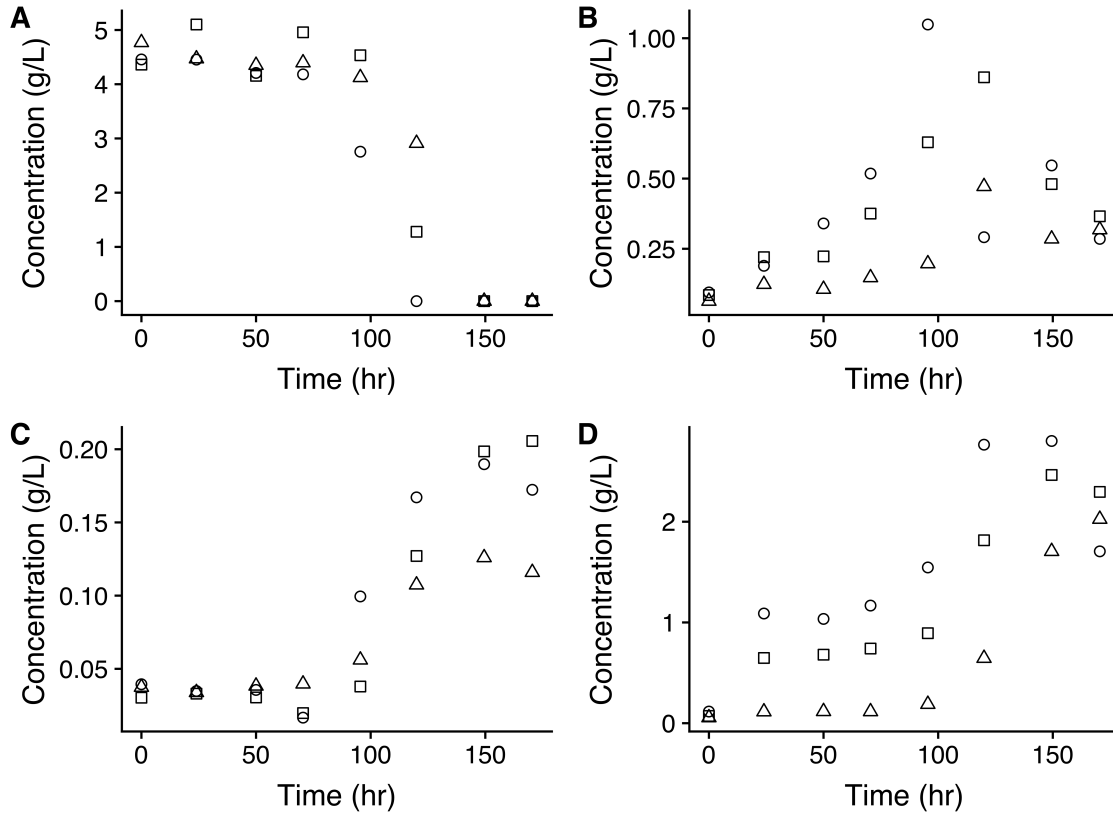 A
Concentration (g/L)
5
4
3
2
1
0
0 50 100 150
Time (hr)
B
Concentration (g/L)
1.00
0.75
0.50
0.25
0 50 100 150
Time (hr)
C
Concentration (g/L)
0.20
0.15
0.10
0.05
0 50 100 150
Time (hr)
D
Concentration (g/L)
2
1
0
0 50 100 150
Time (hr)